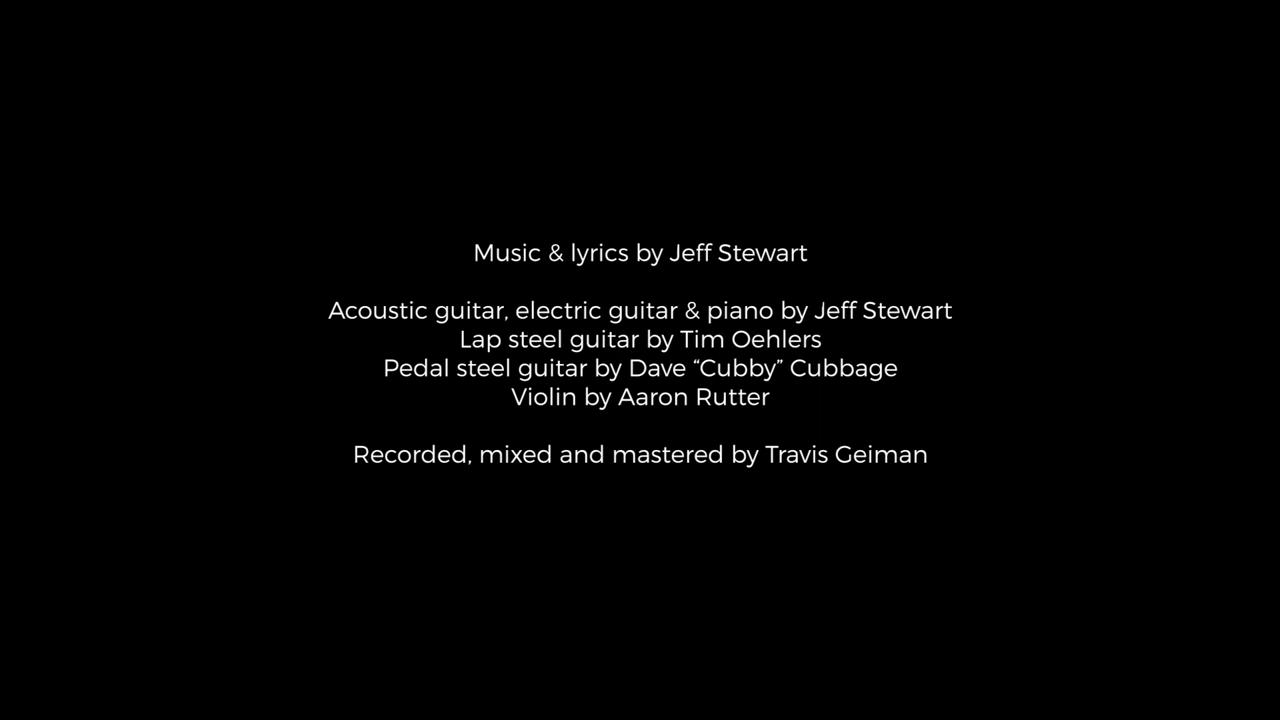 Music & lyrics by Jeff Stewart
Acoustic guitar, electric guitar & piano by Jeff Stewart
Lap steel guitar by Tim Oehlers
Pedal steel guitar by Dave “Cubby” Cubbage
Violin by Aaron Rutter
Recorded, mixed and mastered by Travis Geiman